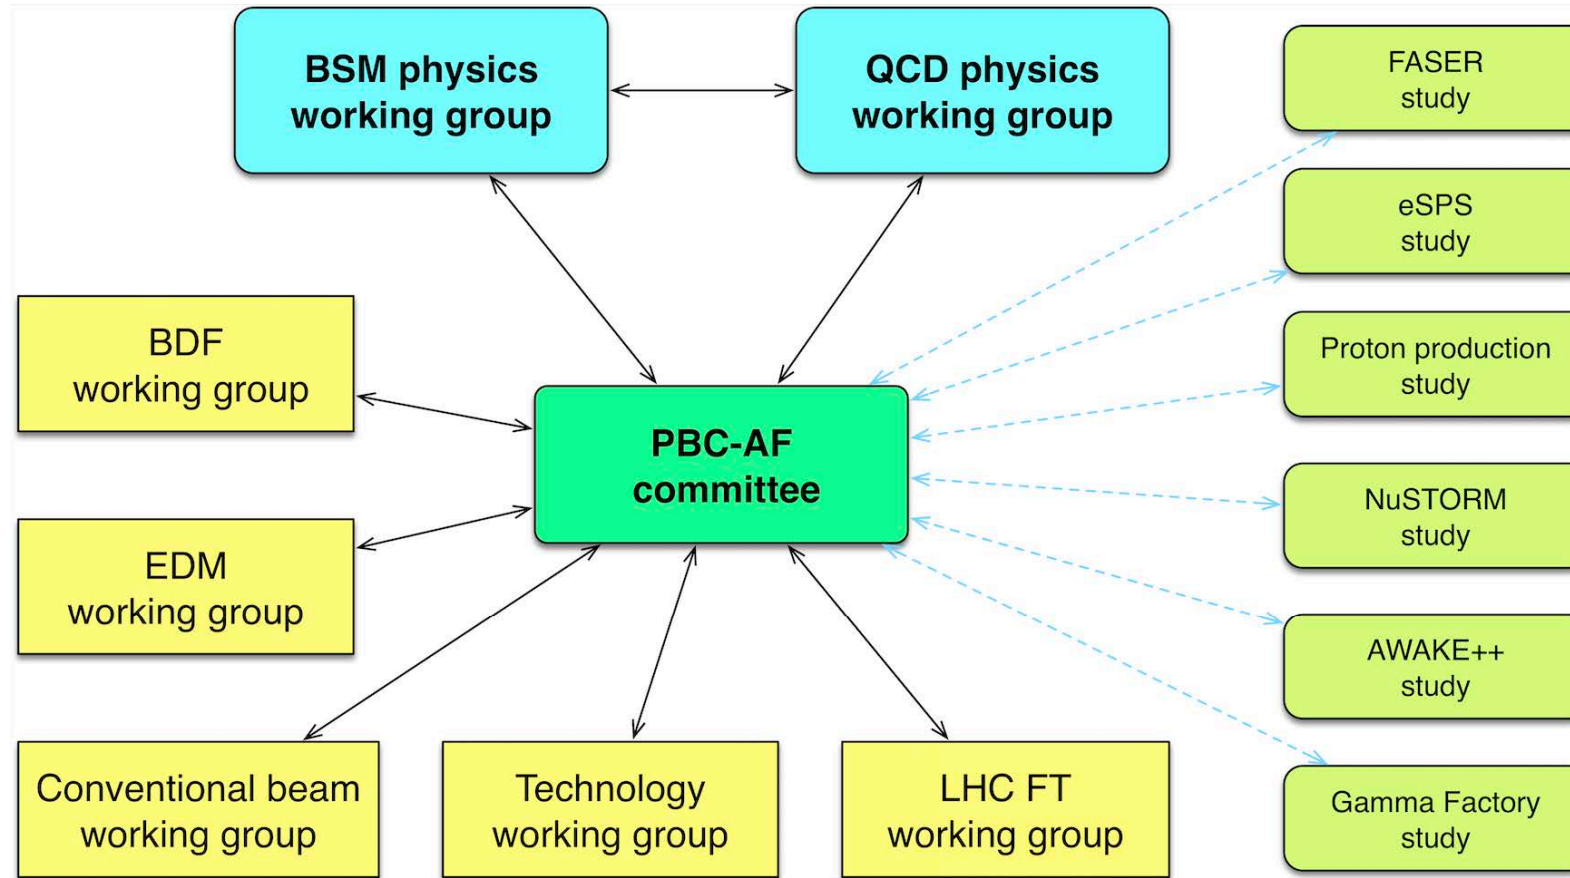 BSM physics
working group
QCD physics
working group
FASER
study
eSPS
study
Proton production
study
NuSTORM
study
AWAKE++
study
Gamma Factory
study
BDF
working group
PBC-AF
committee
EDM
working group
Conventional beam
working group
Technology
working group
LHC FT
working group